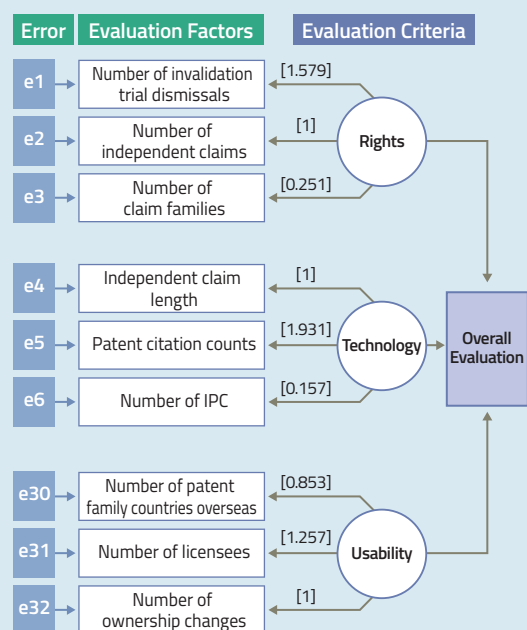 Error Evaluation Factors Evaluation Criteria
e1
Number of invalidation
trial dismissals
[1.579]
e2
Number of
independent claims
[1]
Rights
e3
Number of
claim families
[0.251]
e4
Independent claim
length
[1]
e5
Patent citation counts
[1.931]
Technology
Overall
Evaluation
e6
Number of IPC
[0.157]
e30
Number of patent
family countries overseas
[0.853]
e31
Number of licensees
[1.257]
Usability
e32
Number of
ownership changes
[1]